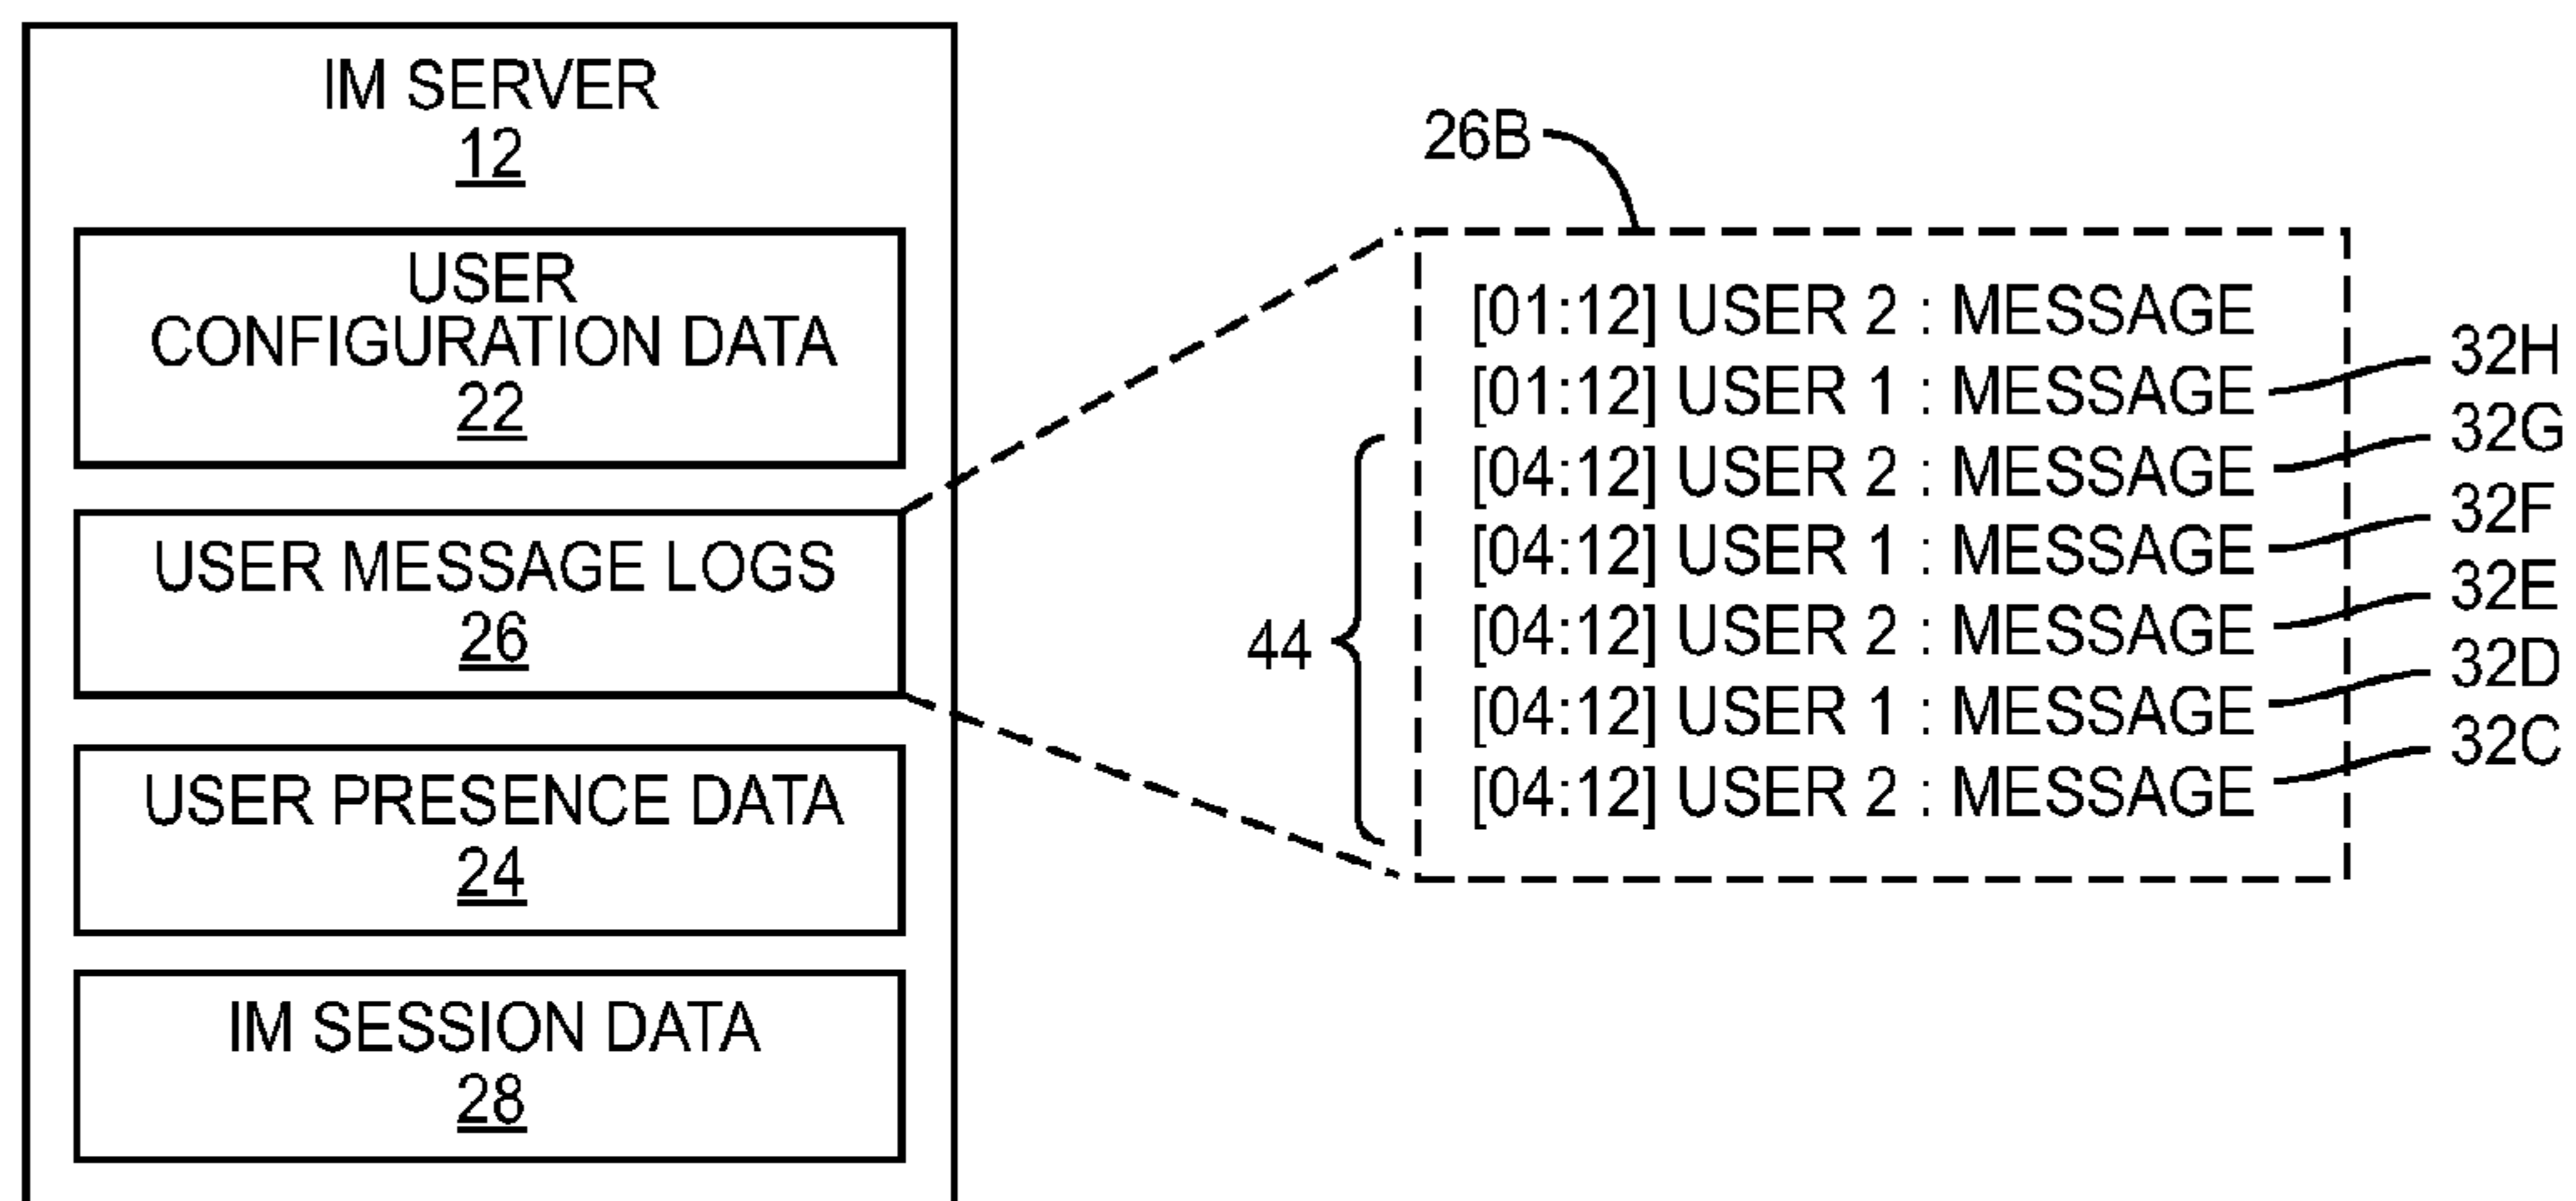 IM SERVER
12
USER
CONFIGURATION DATA
22
USER MESSAGE LOGS
26
USER PRESENCE DATA
24
IM SESSION DATA
28
26B
[01:12] USER 2 : MESSAGE
[01:12] USER 1 : MESSAGE
[04:12] USER 2 : MESSAGE
[04:12] USER 1 : MESSAGE
[04:12] USER 2 : MESSAGE
[04:12] USER 1 : MESSAGE
[04:12] USER 2 : MESSAGE
44
32H
32G
32F
32E
32D
32C